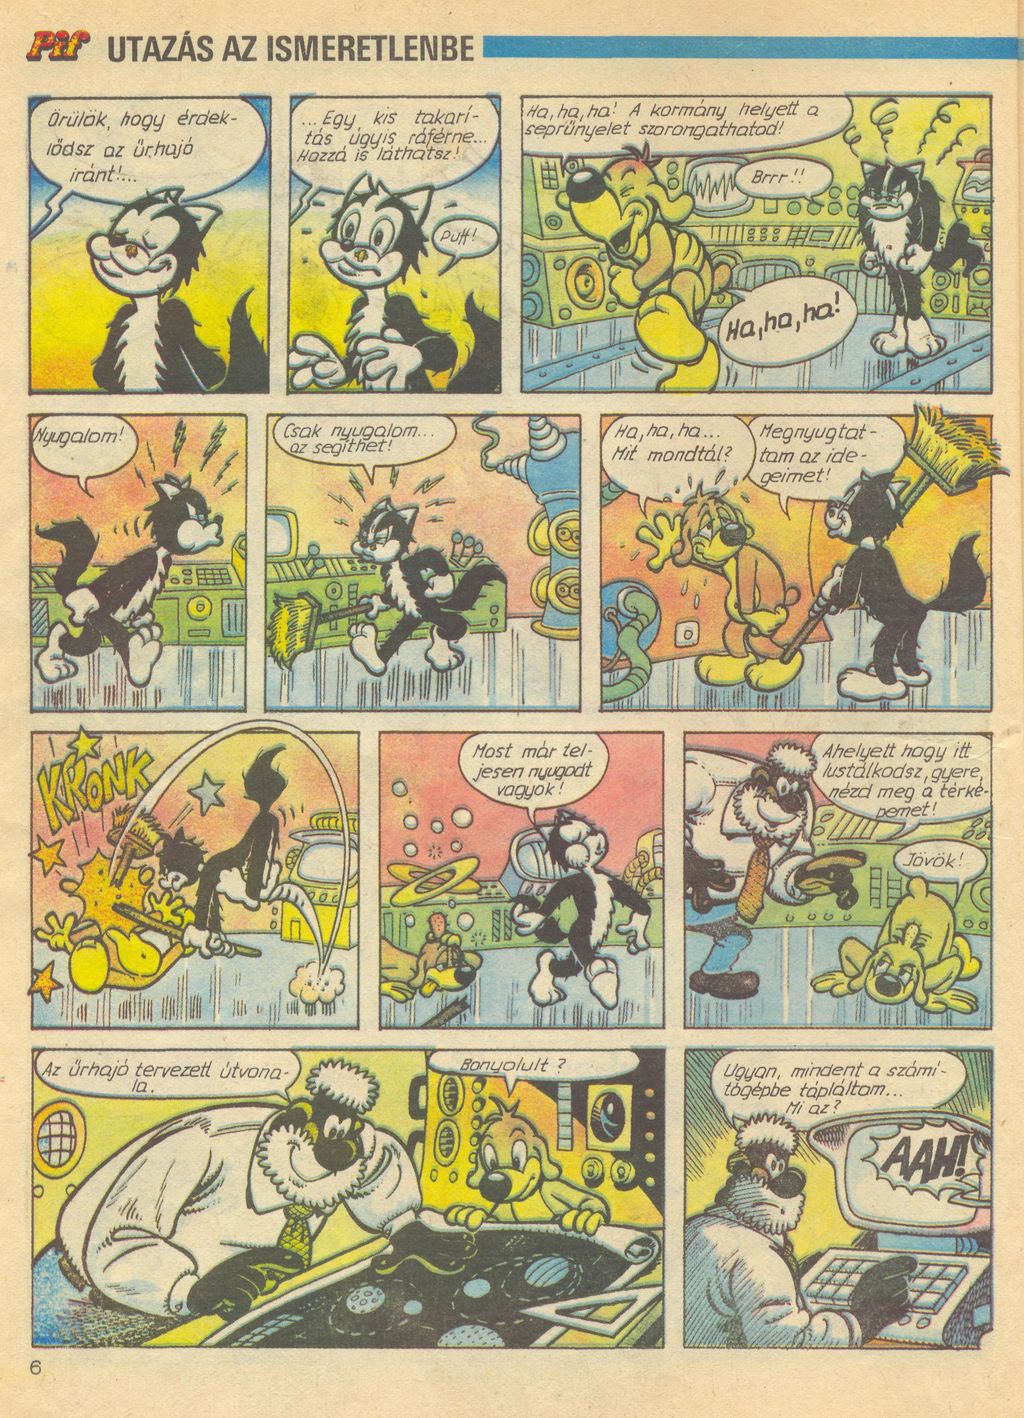 Pif UTAZÁS AZ ISMERETLENBE
Örülök, hogy érdek-
lődsz az űrhajó
iránt!...
...Egy kis takarí-
tás úgyis ráférne...
Hozzá is láthatsz!
Puff!
Ha, ha, ha! A kormány helyett a
seprűnyelet szorongathatod!
Brrr!!
Ha, ha, ha!
Nyugalom!
Csak nyugalom...
az segíthet!
Ha, ha, ha...
Mit mondtál?
Megnyugtat-
tam az ide-
geimet!
KRONK
Most már tel-
jesen nyugodt
vagyok!
Ahelyett hogy itt
lustálkodsz, gyere,
nézd meg a térké-
pemet!
Jövök!
Az űrhajó tervezett útvona-
la.
Bonyolult?
Ugyan, mindent a számí-
tógépbe tápláltam...
Mi az?
AAH!
6